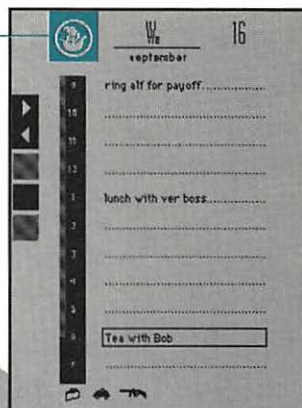 We 16
september
9 ring alf for payoff
10
11
12
1 lunch with ver boss
2
3
4
5
6 Tea with Bob
7